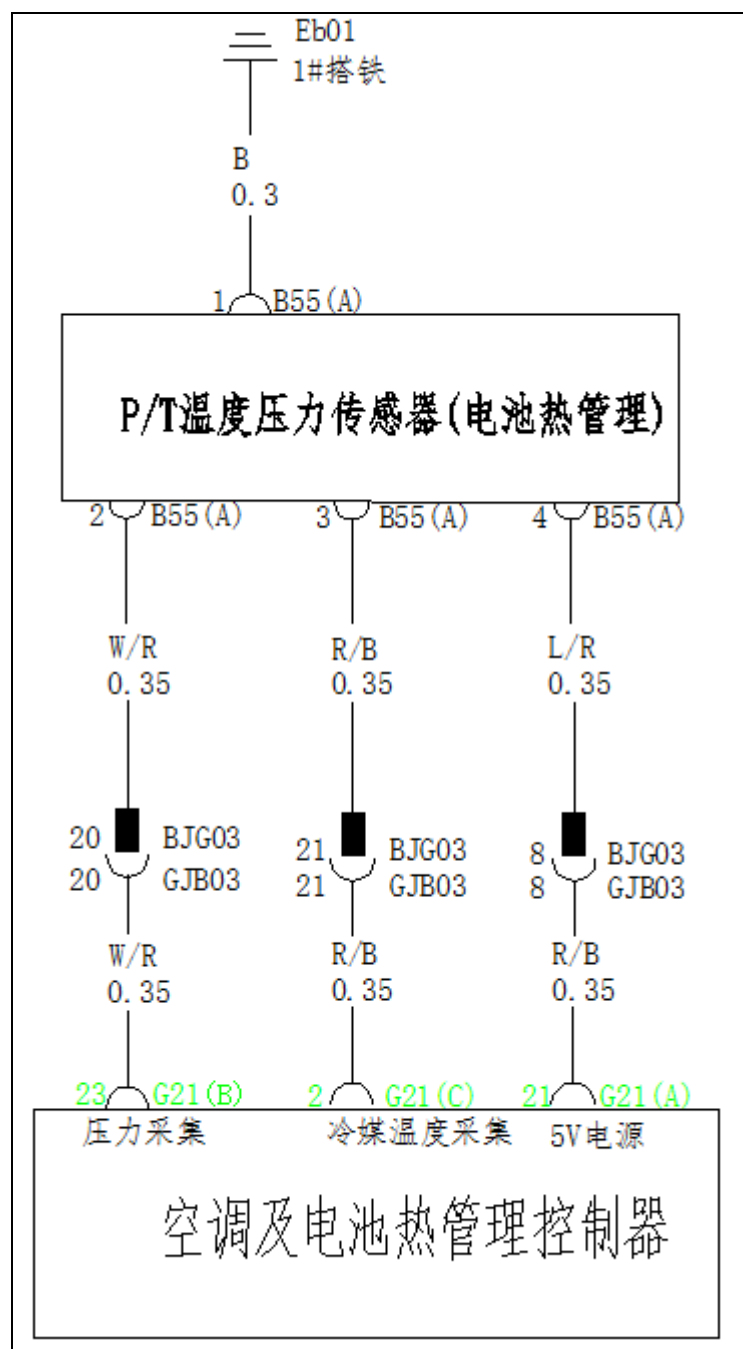 Eb01
1#搭铁
B
0.3
1 B55(A)
P/T温度压力传感器(电池热管理)
2 B55(A) 3 B55(A) 4 B55(A)
W/R R/B L/R
0.35 0.35 0.35
20 BJG03 21 BJG03 8 BJG03
20 GJB03 21 GJB03 8 GJB03
W/R R/B R/B
0.35 0.35 0.35
23 G21(B) 2 G21(C) 21 G21(A)
压力采集 冷媒温度采集 5V电源
空调及电池热管理控制器